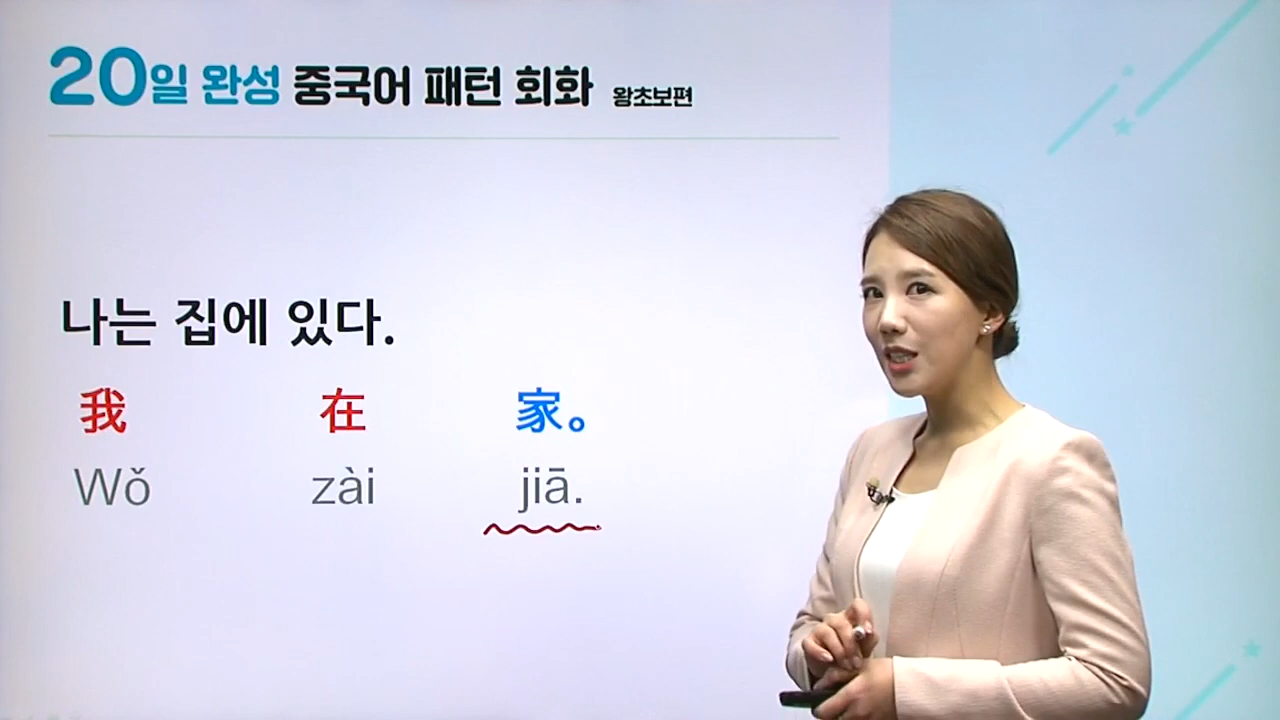 20일 완성 중국어 패턴 회화 왕초보편
나는 집에 있다.
我 在 家。
Wǒ zài jiā.